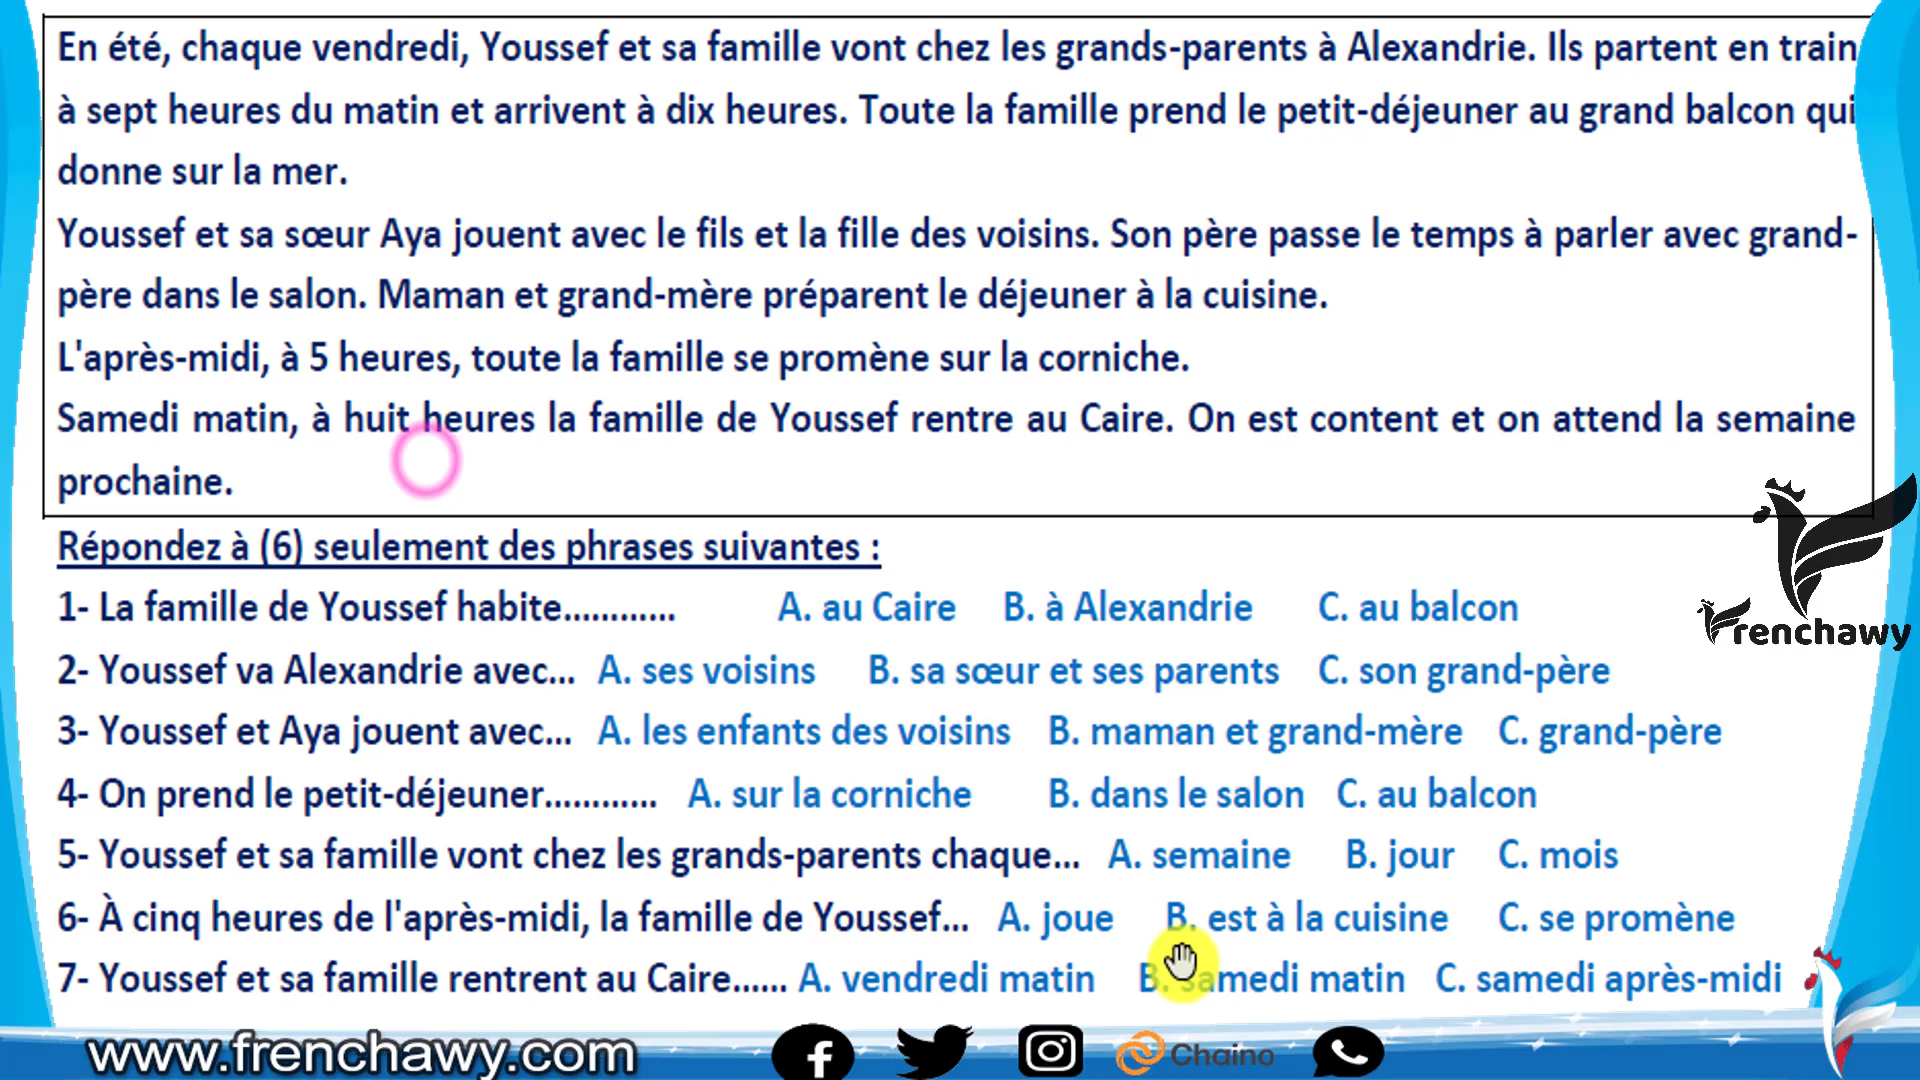 En été, chaque vendredi, Youssef et sa famille vont chez les grands-parents à Alexandrie. Ils partent en train
à sept heures du matin et arrivent à dix heures. Toute la famille prend le petit-déjeuner au grand balcon qui
donne sur la mer.
Youssef et sa sœur Aya jouent avec le fils et la fille des voisins. Son père passe le temps à parler avec grand-
père dans le salon. Maman et grand-mère préparent le déjeuner à la cuisine.
L'après-midi, à 5 heures, toute la famille se promène sur la corniche.
Samedi matin, à huit heures la famille de Youssef rentre au Caire. On est content et on attend la semaine
prochaine.
Répondez à (6) seulement des phrases suivantes :
1- La famille de Youssef habite............ A. au Caire B. à Alexandrie C. au balcon
2- Youssef va Alexandrie avec... A. ses voisins B. sa sœur et ses parents C. son grand-père
3- Youssef et Aya jouent avec... A. les enfants des voisins B. maman et grand-mère C. grand-père
4- On prend le petit-déjeuner............ A. sur la corniche B. dans le salon C. au balcon
5- Youssef et sa famille vont chez les grands-parents chaque... A. semaine B. jour C. mois
6- À cinq heures de l'après-midi, la famille de Youssef... A. joue B. est à la cuisine C. se promène
7- Youssef et sa famille rentrent au Caire...... A. vendredi matin B. samedi matin C. samedi après-midi
Frenchawy
www.frenchawy.com
Chaino